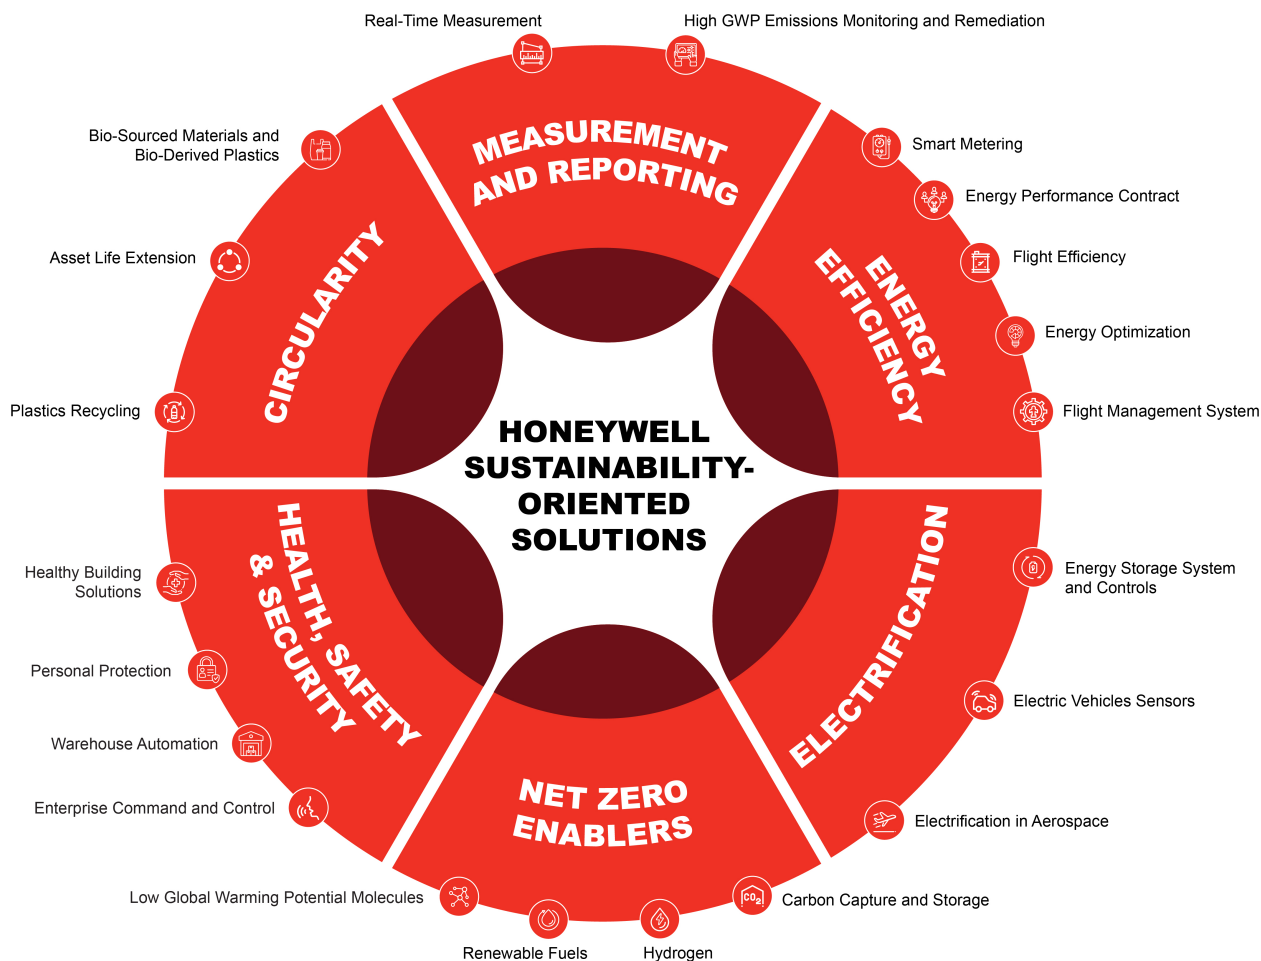 Real-Time Measurement
High GWP Emissions Monitoring and Remediation
MEASUREMENT
AND REPORTING
Smart Metering
Energy Performance Contract
Flight Efficiency
Energy Optimization
Flight Management System
ENERGY
EFFICIENCY
Energy Storage System
and Controls
Electric Vehicles Sensors
Electrification in Aerospace
ELECTRIFICATION
Carbon Capture and Storage
CO2
Hydrogen
Renewable Fuels
Low Global Warming Potential Molecules
NET ZERO
ENABLERS
Enterprise Command and Control
Warehouse Automation
Personal Protection
Healthy Building
Solutions
HEALTH, SAFETY
& SECURITY
Plastics Recycling
Asset Life Extension
Bio-Sourced Materials and
Bio-Derived Plastics
CIRCULARITY
HONEYWELL
SUSTAINABILITY-
ORIENTED
SOLUTIONS